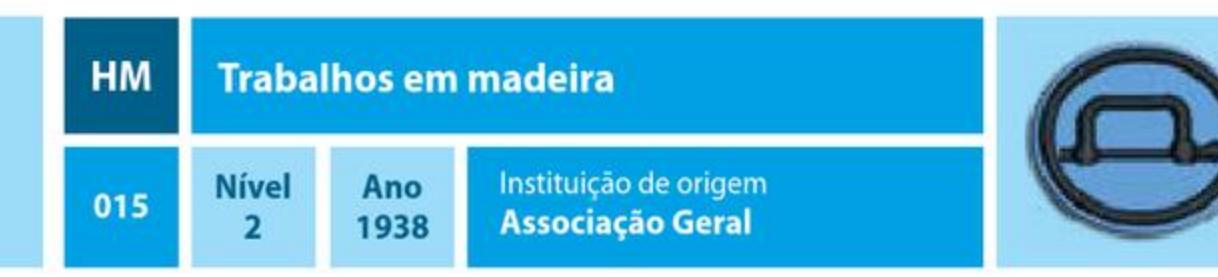 HM
Trabalhos em madeira
015
Nível
2
Ano
1938
Instituição de origem
Associação Geral